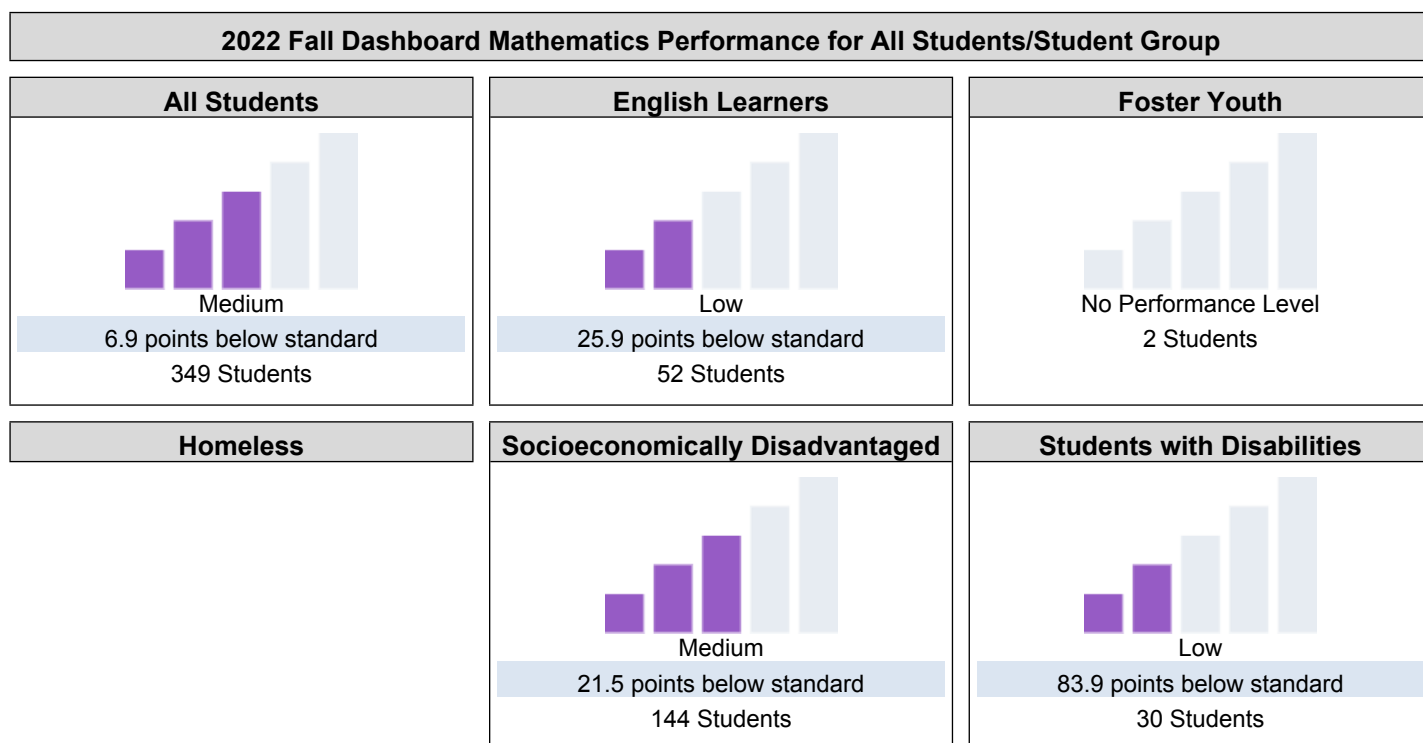 2022 Fall Dashboard Mathematics Performance for All Students/Student Group
All Students
Medium
6.9 points below standard
349 Students
English Learners
Low
25.9 points below standard
52 Students
Foster Youth
No Performance Level
2 Students
Homeless
Socioeconomically Disadvantaged
Medium
21.5 points below standard
144 Students
Students with Disabilities
Low
83.9 points below standard
30 Students